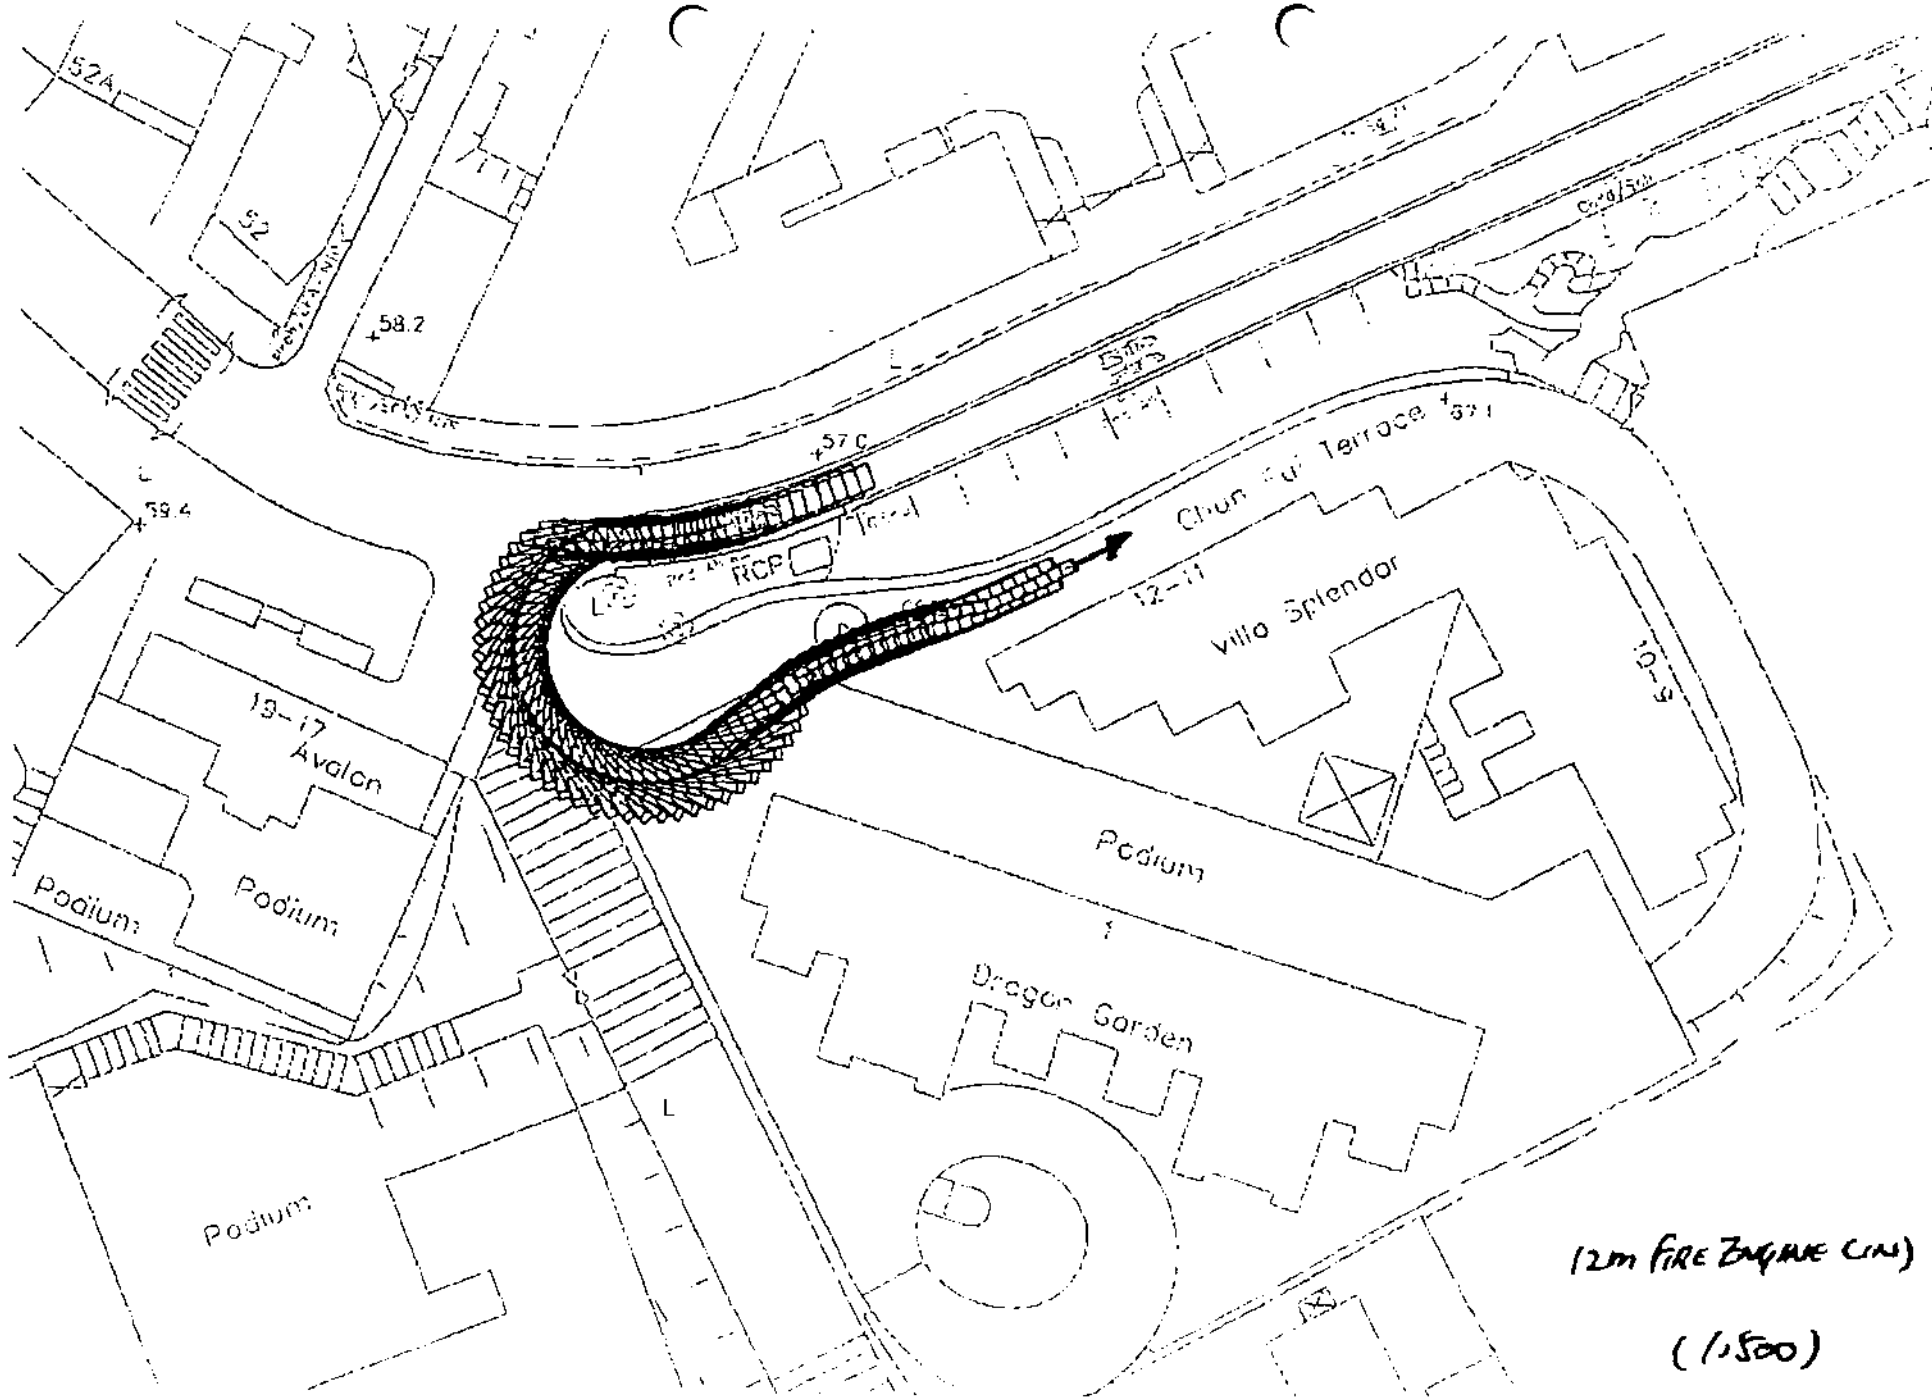 52A
52
58.2
57.0
59.4
RCP
Chun Fai Terrace
12-11
Villa Splendor
10-9
19-17
Avalon
Podium
Podium
Podium
1
Dragon Garden
L
Podium
12m FIRE ENGINE (IN)
(1:500)